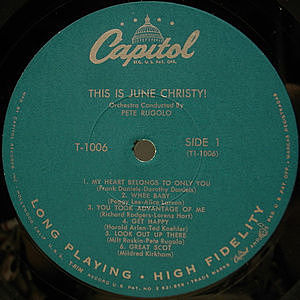 Capitol
REG. U.S. PAT. OFF.
THIS IS JUNE CHRISTY!
Orchestra Conducted By
PETE RUGOLO
T-1006
SIDE 1
(T1-1006)
1. MY HEART BELONGS TO ONLY YOU
(Frank Daniels-Dorothy Daniels)
2. WHEE BABY
(Peggy Lee-Alice Larson)
3. YOU TOOK ADVANTAGE OF ME
(Richard Rodgers-Lorenz Hart)
4. GET HAPPY
(Harold Arlen-Ted Koehler)
5. LOOK OUT UP THERE
(Milt Raskin-Pete Rugolo)
6. GREAT SCOT
(Mildred Kirkham)
LONG PLAYING • HIGH FIDELITY